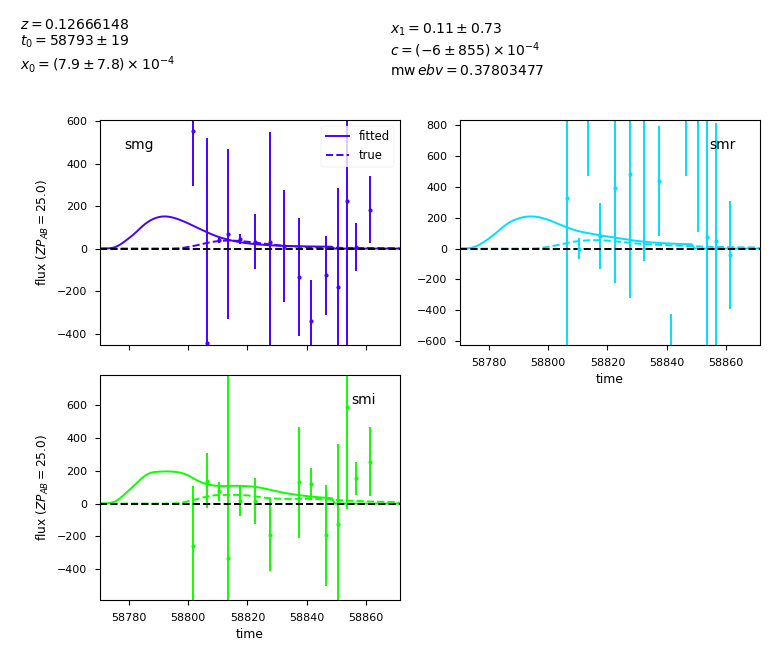 z = 0.12666148
t₀ = 58793 ± 19
x₀ = (7.9 ± 7.8) × 10⁻⁴
x₁ = 0.11 ± 0.73
c = (−6 ± 855) × 10⁻⁴
mw ebv = 0.37803477
smg
fitted
true
flux (ZP_AB = 25.0)
600
400
200
0
−200
−400
smr
800
600
400
200
0
−200
−400
−600
58780 58800 58820 58840 58860
time
smi
flux (ZP_AB = 25.0)
600
400
200
0
−200
−400
58780 58800 58820 58840 58860
time